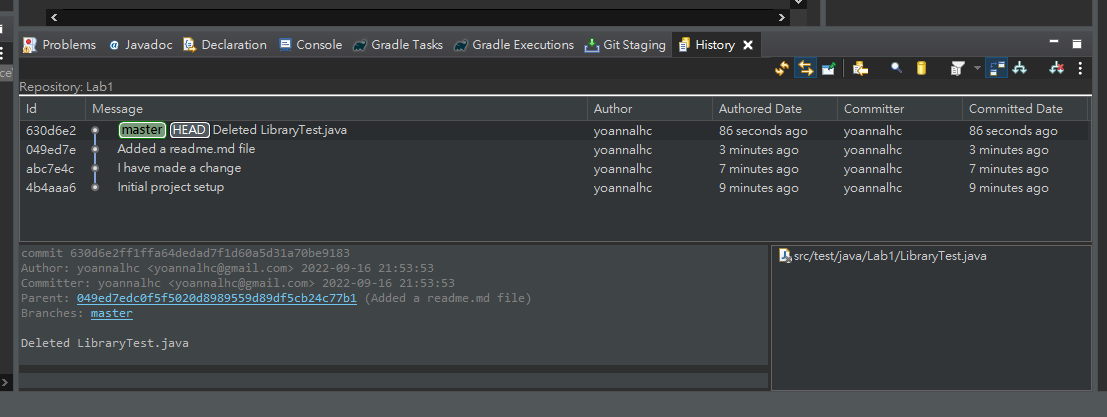 Problems Javadoc Declaration Console Gradle Tasks Gradle Executions Git Staging History
Repository: Lab1
Id Message Author Authored Date Committer Committed Date
630d6e2 master HEAD Deleted LibraryTest.java yoannalhc 86 seconds ago yoannalhc 86 seconds ago
049ed7e Added a readme.md file yoannalhc 3 minutes ago yoannalhc 3 minutes ago
abc7e4c I have made a change yoannalhc 7 minutes ago yoannalhc 7 minutes ago
4b4aaa6 Initial project setup yoannalhc 9 minutes ago yoannalhc 9 minutes ago
commit 630d6e2ff1ffa64dedad7f1d60a5d31a70be9183
Author: yoannalhc <yoannalhc@gmail.com> 2022-09-16 21:53:53
Committer: yoannalhc <yoannalhc@gmail.com> 2022-09-16 21:53:53
Parent: 049ed7edc0f5f5020d8989559d89df5cb24c77b1 (Added a readme.md file)
Branches: master
Deleted LibraryTest.java
src/test/java/Lab1/LibraryTest.java